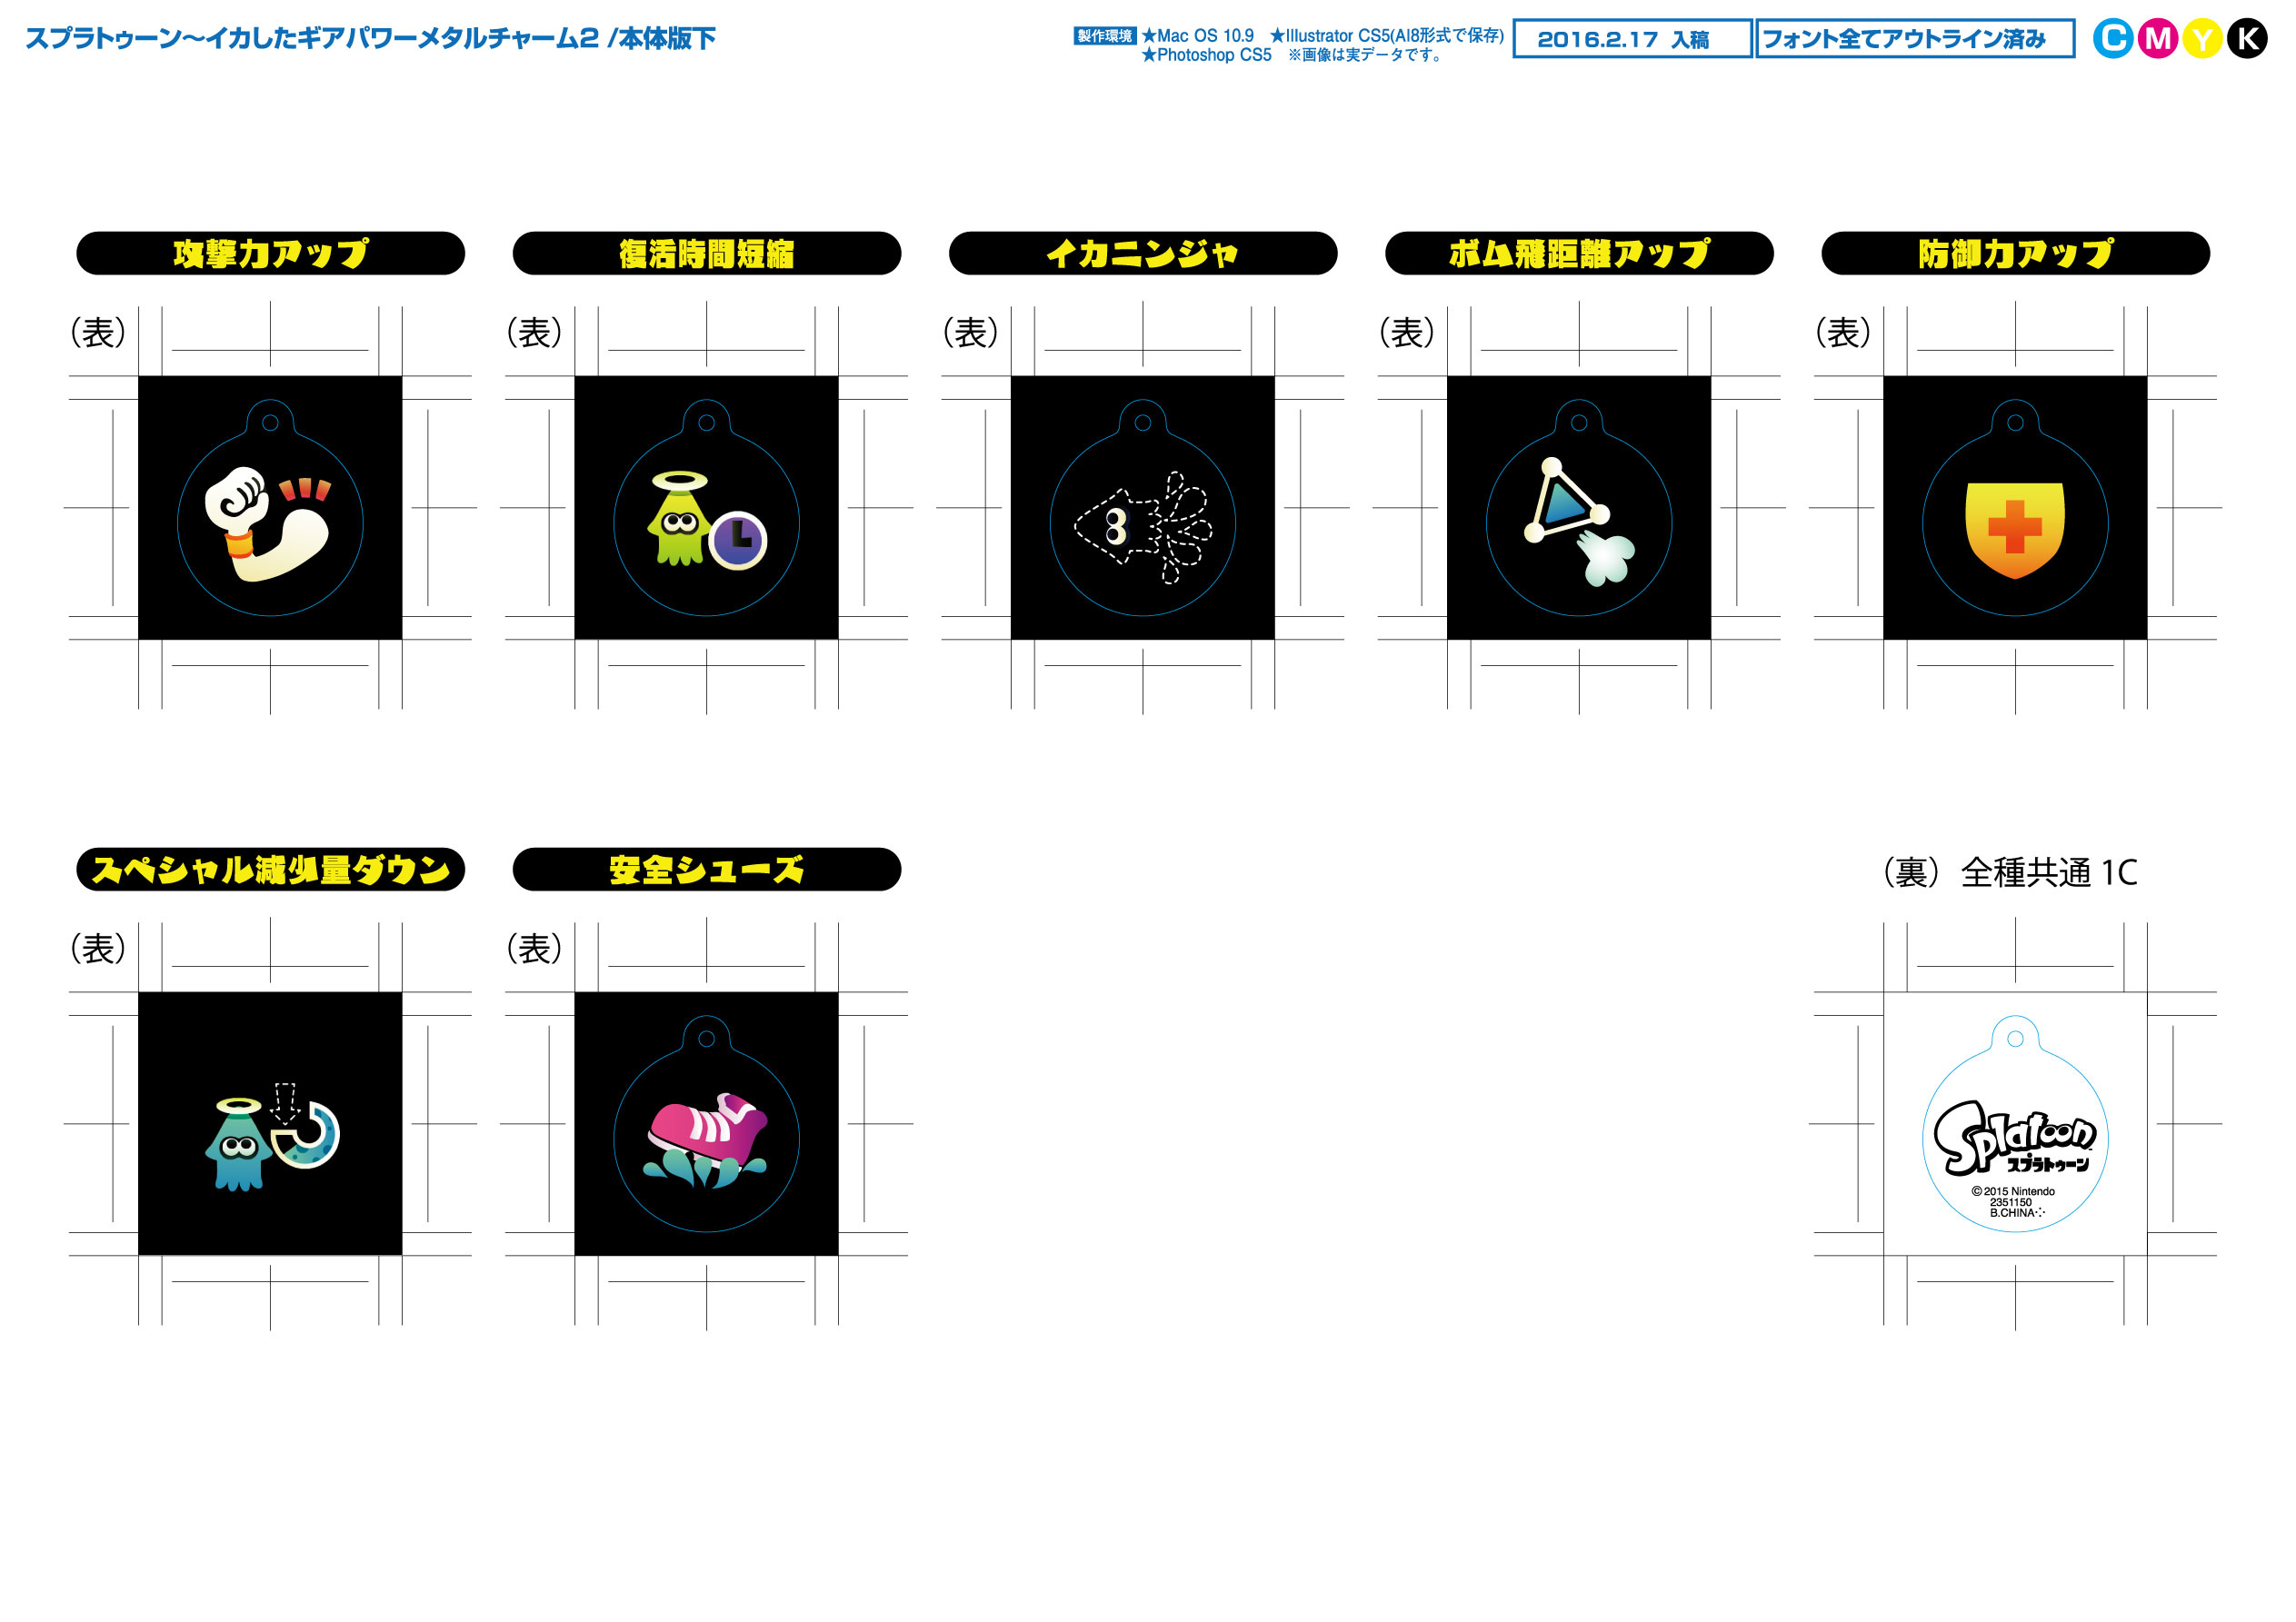 スプラトゥーン～イカしたギアパワーメタルチャーム2 /本体版下
製作環境 ★Mac OS 10.9 ★Illustrator CS5(AI8形式で保存)
★Photoshop CS5 ※画像は実データです。
2016.2.17 入稿
フォント全てアウトライン済み
C M Y K
攻撃力アップ
復活時間短縮
イカニンジャ
ボム飛距離アップ
防御力アップ
（表）
（表）
（表）
（表）
（表）
スペシャル減少量ダウン
安全シューズ
（裏）全種共通 1C
（表）
（表）
Splatoon
スプラトゥーン
©2015 Nintendo
2351150
B.CHINA